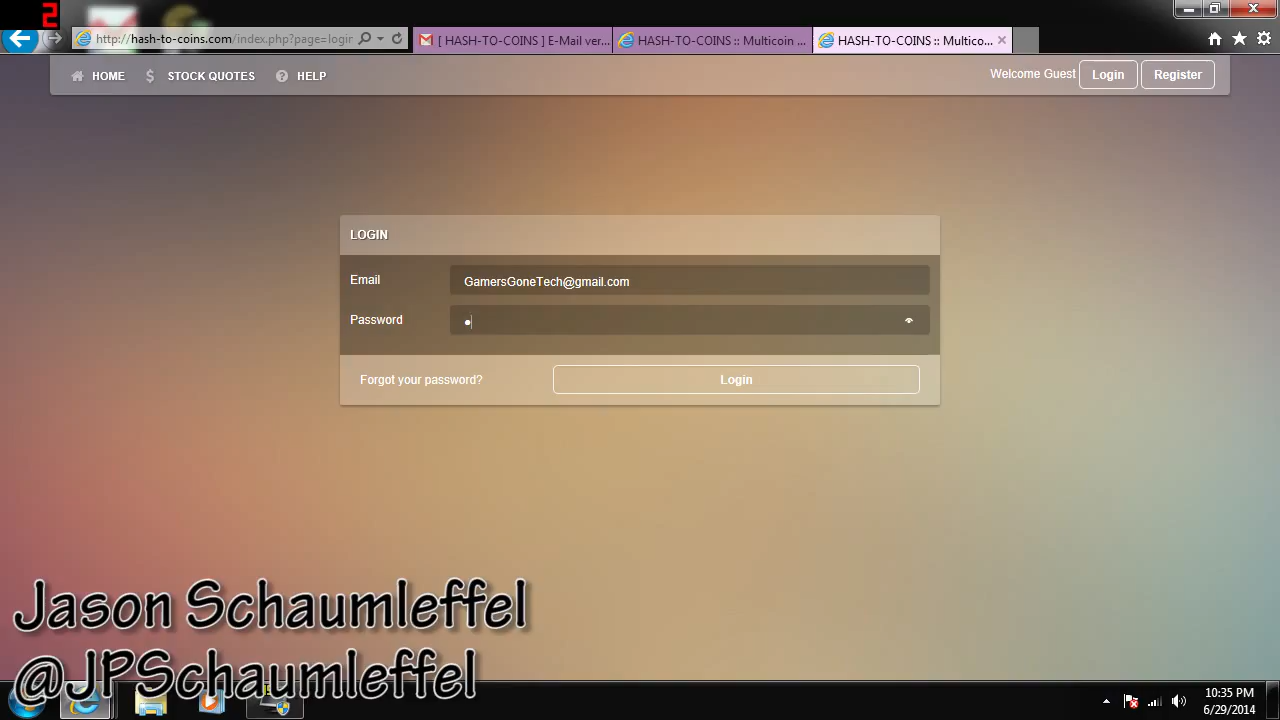 2
http://hash-to-coins.com/index.php?page=login
[ HASH-TO-COINS ] E-Mail ver...
HASH-TO-COINS :: Multicoin ...
HASH-TO-COINS :: Multico...
HOME
STOCK QUOTES
HELP
Welcome Guest
Login
Register
LOGIN
Email
GamersGoneTech@gmail.com
Password
Forgot your password?
Login
Jason Schaumleffel
@JPSchaumleffel
10:35 PM
6/29/2014